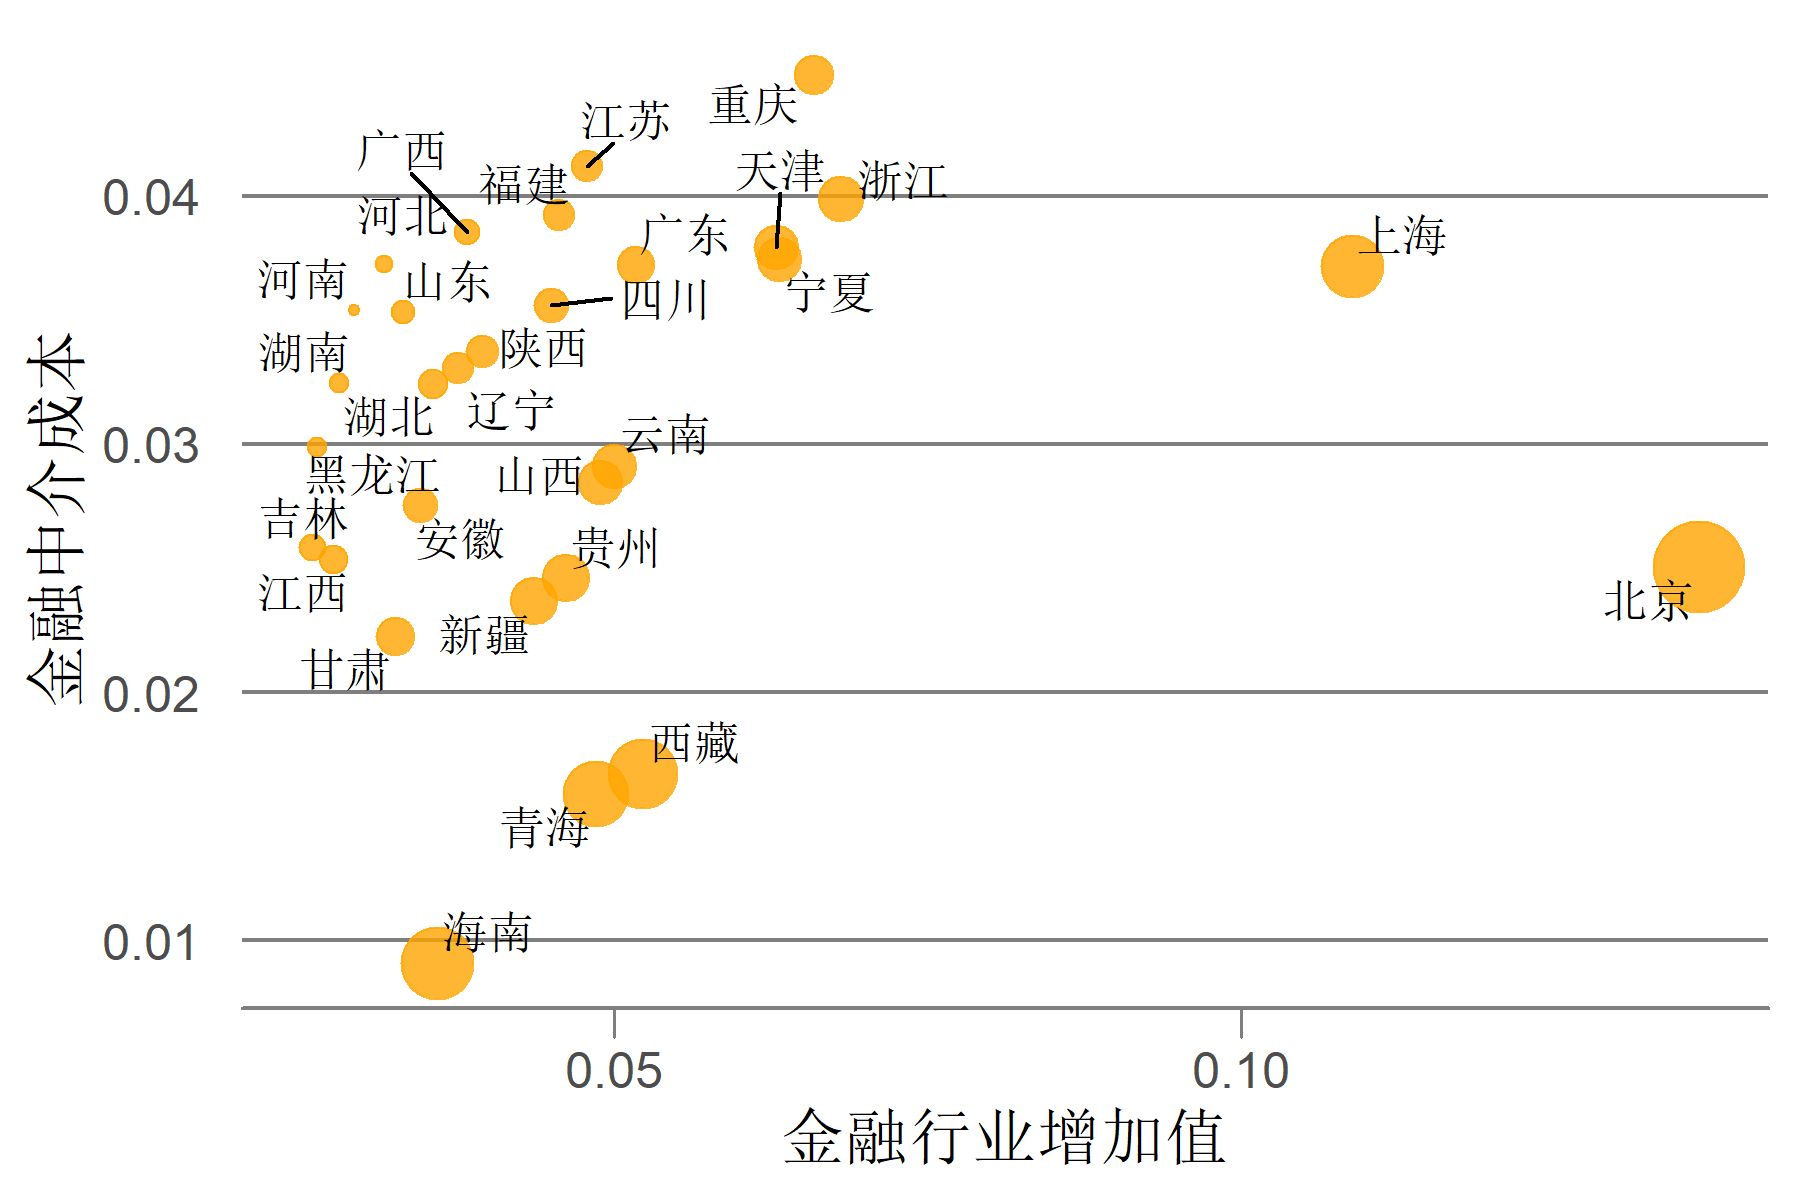 重庆
江苏
广西
天津
福建
浙江
0.04
河北
广东
上海
河南
山东
宁夏
四川
湖南
陕西
湖北
辽宁
云南
0.03
黑龙江
山西
吉林
安徽
贵州
江西
北京
新疆
甘肃
0.02
西藏
青海
海南
0.01
金融中介成本
0.05
0.10
金融行业增加值